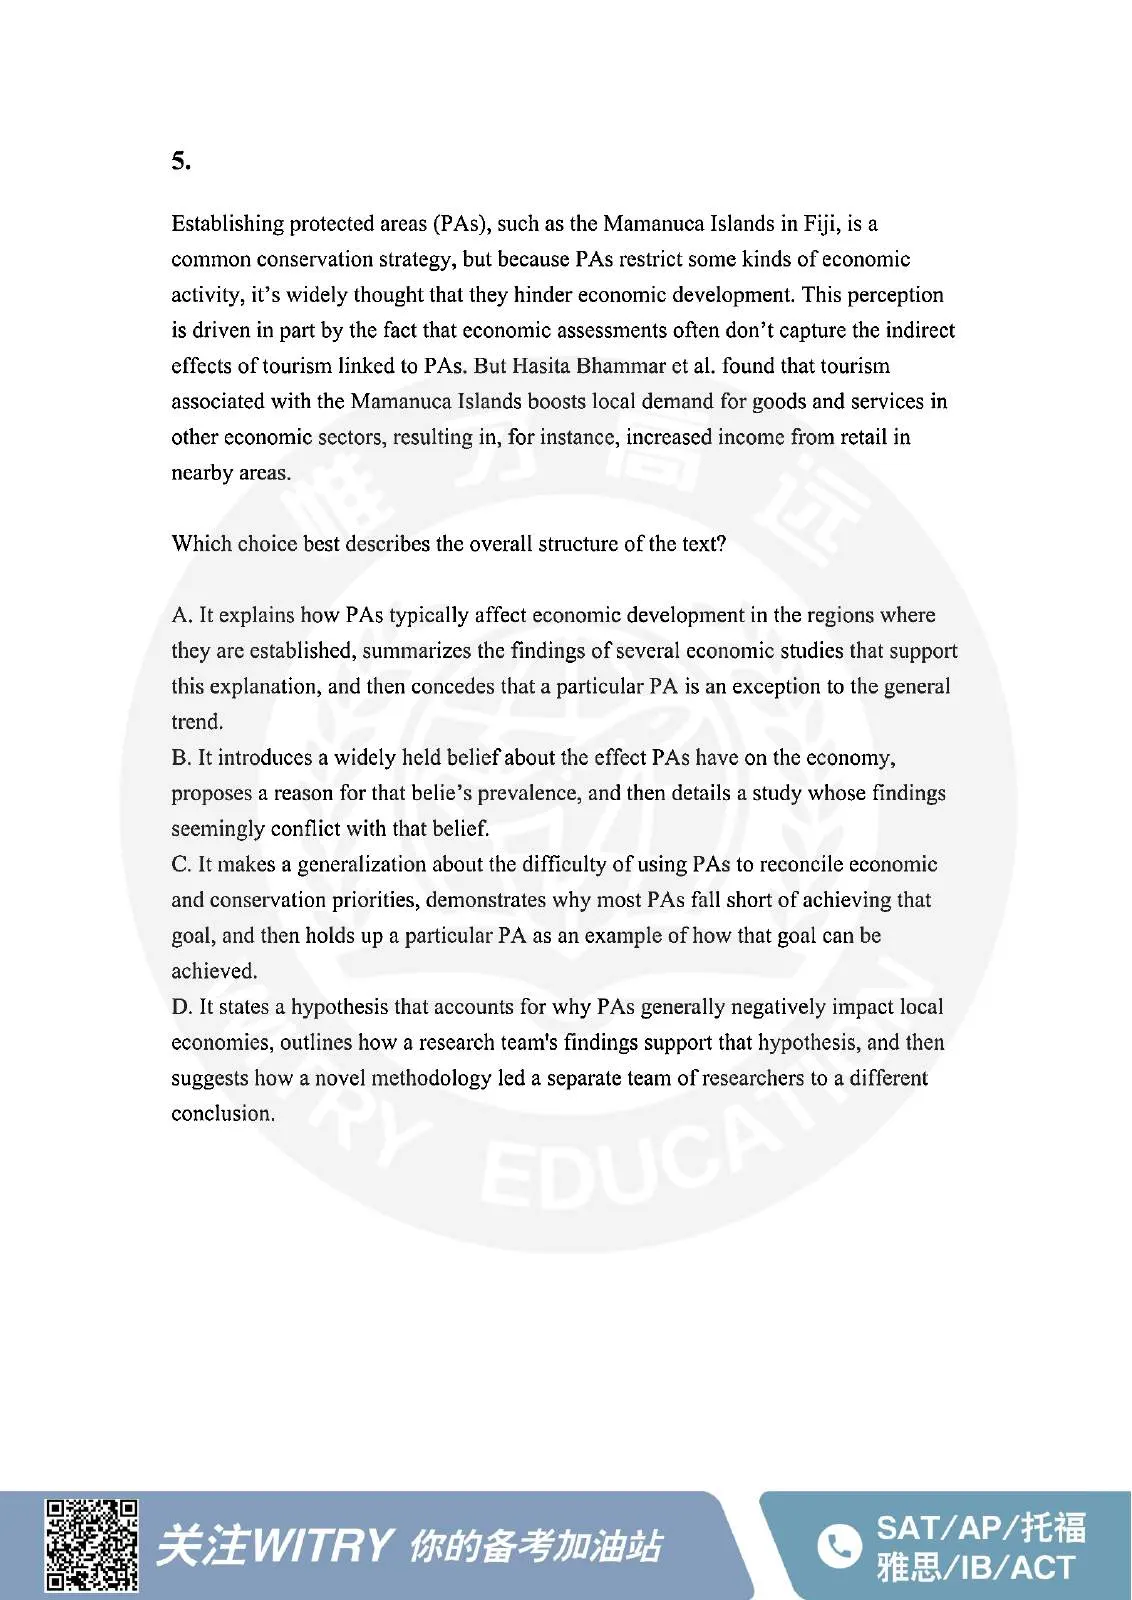 5.
Establishing protected areas (PAs), such as the Mamanuca Islands in Fiji, is a
common conservation strategy, but because PAs restrict some kinds of economic
activity, it's widely thought that they hinder economic development. This perception
is driven in part by the fact that economic assessments often don't capture the indirect
effects of tourism linked to PAs. But Hasita Bhammar et al. found that tourism
associated with the Mamanuca Islands boosts local demand for goods and services in
other economic sectors, resulting in, for instance, increased income from retail in
nearby areas.
Which choice best describes the overall structure of the text?
A. It explains how PAs typically affect economic development in the regions where
they are established, summarizes the findings of several economic studies that support
this explanation, and then concedes that a particular PA is an exception to the general
trend.
B. It introduces a widely held belief about the effect PAs have on the economy,
proposes a reason for that belie's prevalence, and then details a study whose findings
seemingly conflict with that belief.
C. It makes a generalization about the difficulty of using PAs to reconcile economic
and conservation priorities, demonstrates why most PAs fall short of achieving that
goal, and then holds up a particular PA as an example of how that goal can be
achieved.
D. It states a hypothesis that accounts for why PAs generally negatively impact local
economies, outlines how a research team's findings support that hypothesis, and then
suggests how a novel methodology led a separate team of researchers to a different
conclusion.
惟力高远
WITRY EDUCATION
关注WITRY 你的备考加油站
SAT/AP/托福
雅思/IB/ACT